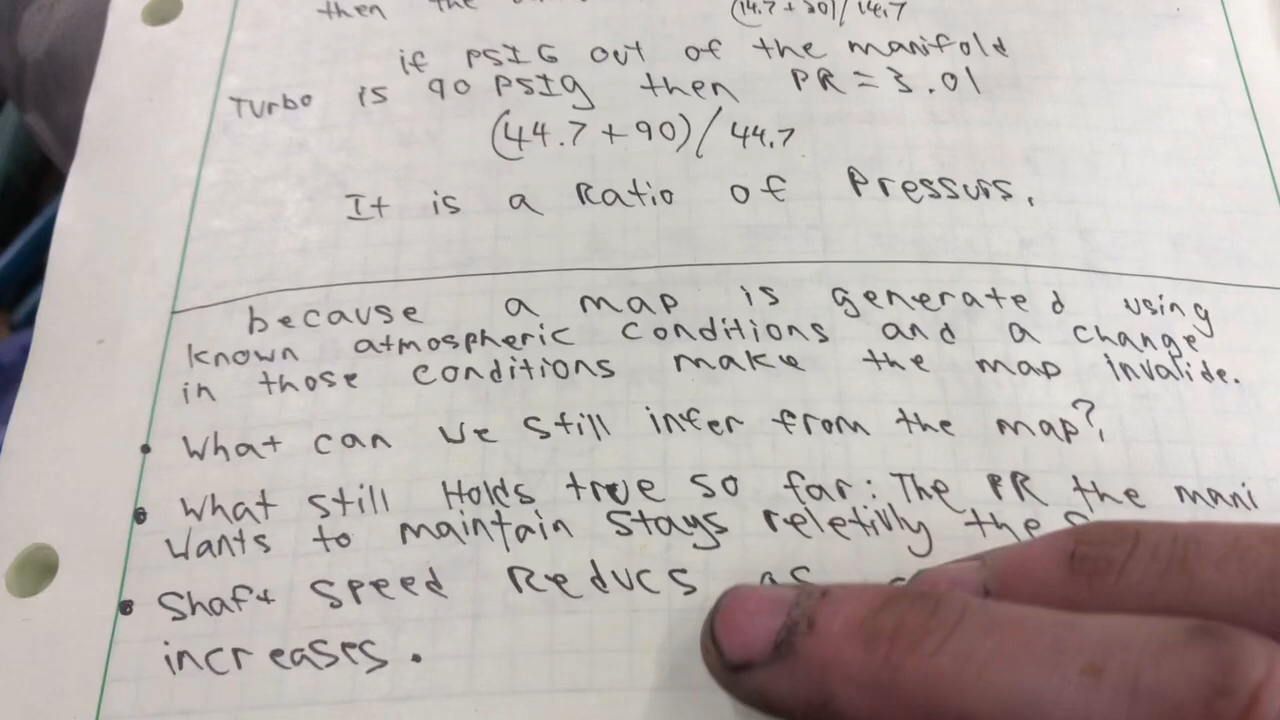 then the
(14.7 + 30) / 14.7
if PSIG out of the manifold
Turbo is 90 PSIg then PR = 3.01
(44.7 + 90) / 44.7
It is a Ratio of Pressurs.
because a map is generated using
known atmospheric conditions and a change
in those conditions make the map invalide.
• What can we still infer from the map?
• What still Holds true so far: The PR the mani
wants to maintain stays reletivly the
• Shaft speed Reducs as
increases.